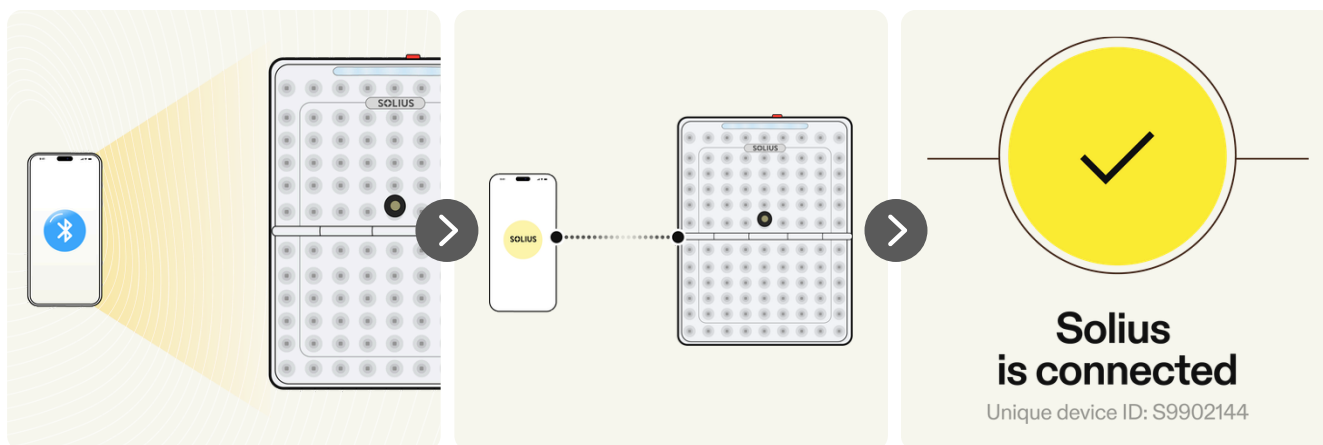 SOLIUS
SOLIUS
SOLIUS
Solius
is connected
Unique device ID: S9902144